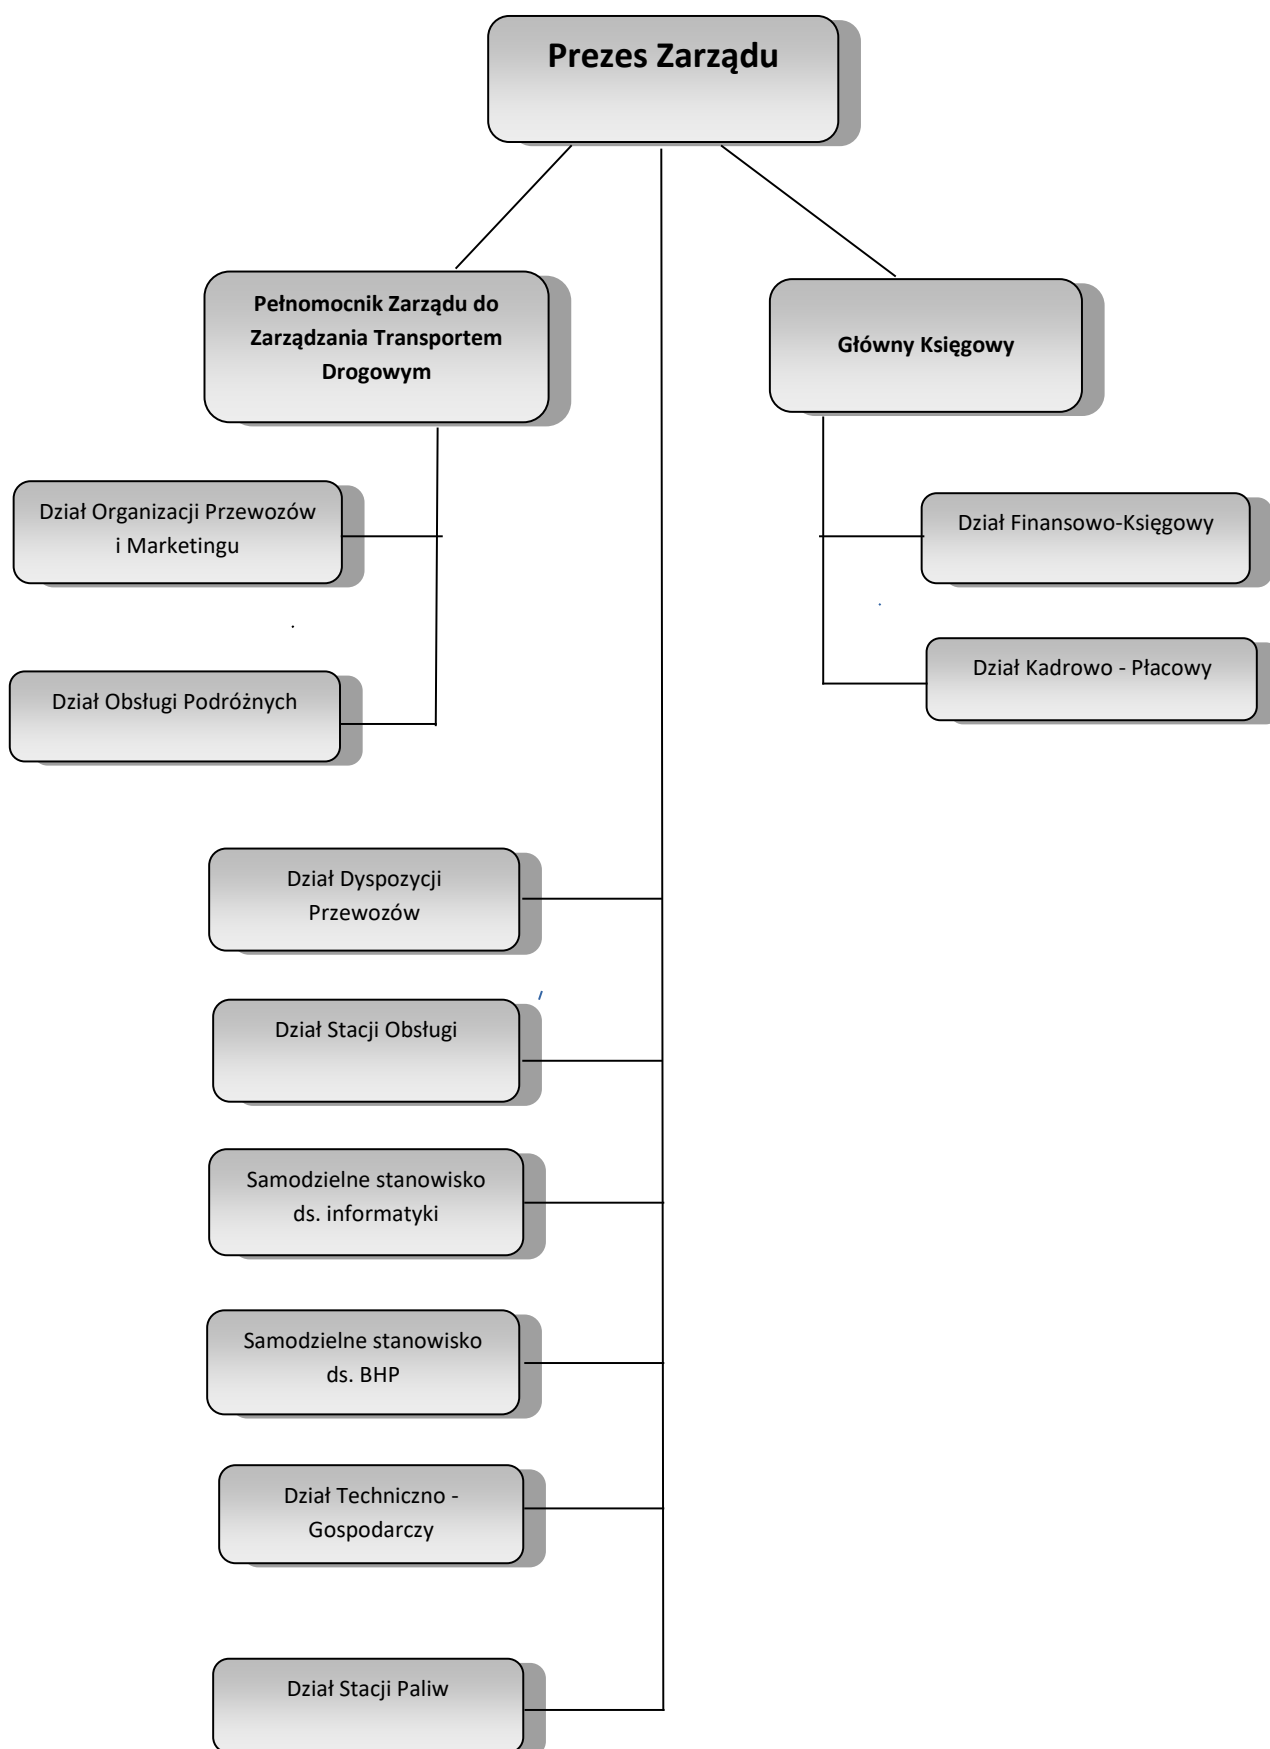 Prezes Zarządu
Pełnomocnik Zarządu do
Zarządzania Transportem
Drogowym
Główny Księgowy
Dział Organizacji Przewozów
i Marketingu
Dział Finansowo-Księgowy
Dział Obsługi Podróżnych
Dział Kadrowo - Płacowy
Dział Dyspozycji
Przewozów
Dział Stacji Obsługi
Samodzielne stanowisko
ds. informatyki
Samodzielne stanowisko
ds. BHP
Dział Techniczno -
Gospodarczy
Dział Stacji Paliw